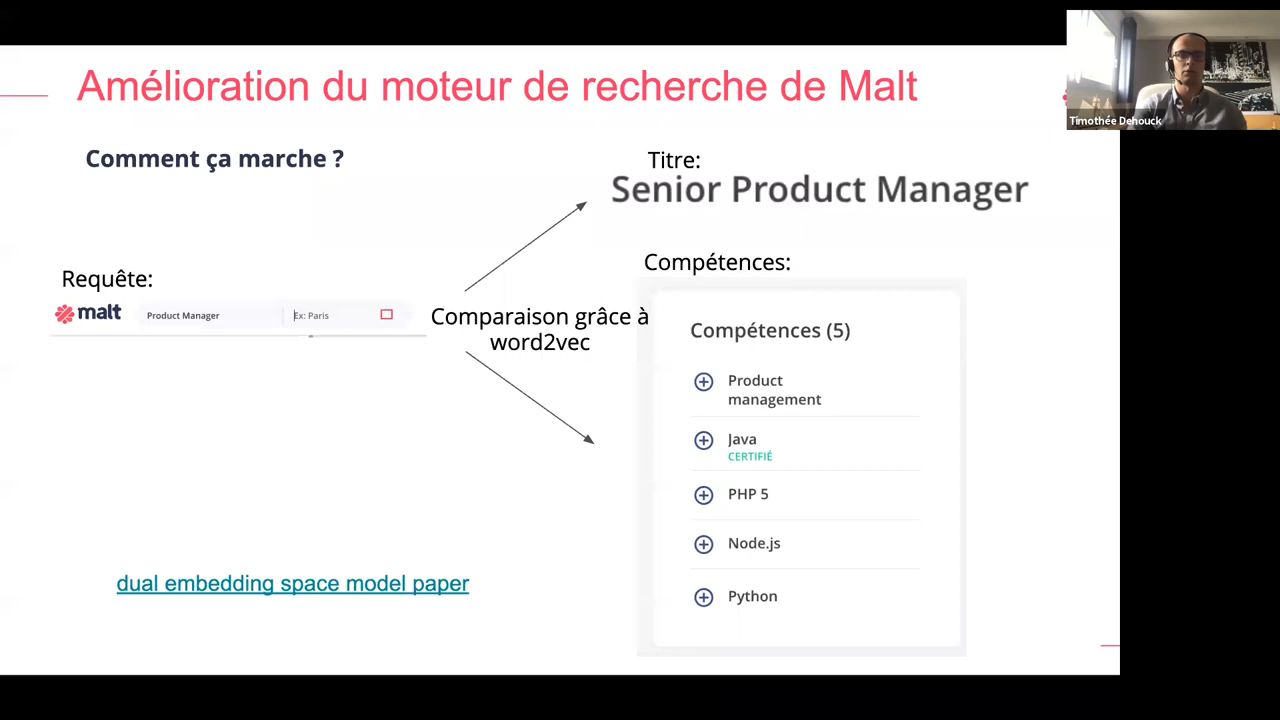 Amélioration du moteur de recherche de Malt
Timothée Dehouck
Comment ça marche ?
Titre:
Senior Product Manager
Requête:
malt
Product Manager
Ex: Paris
Comparaison grâce à
word2vec
Compétences:
Compétences (5)
Product
management
Java
CERTIFIÉ
PHP 5
Node.js
Python
dual embedding space model paper